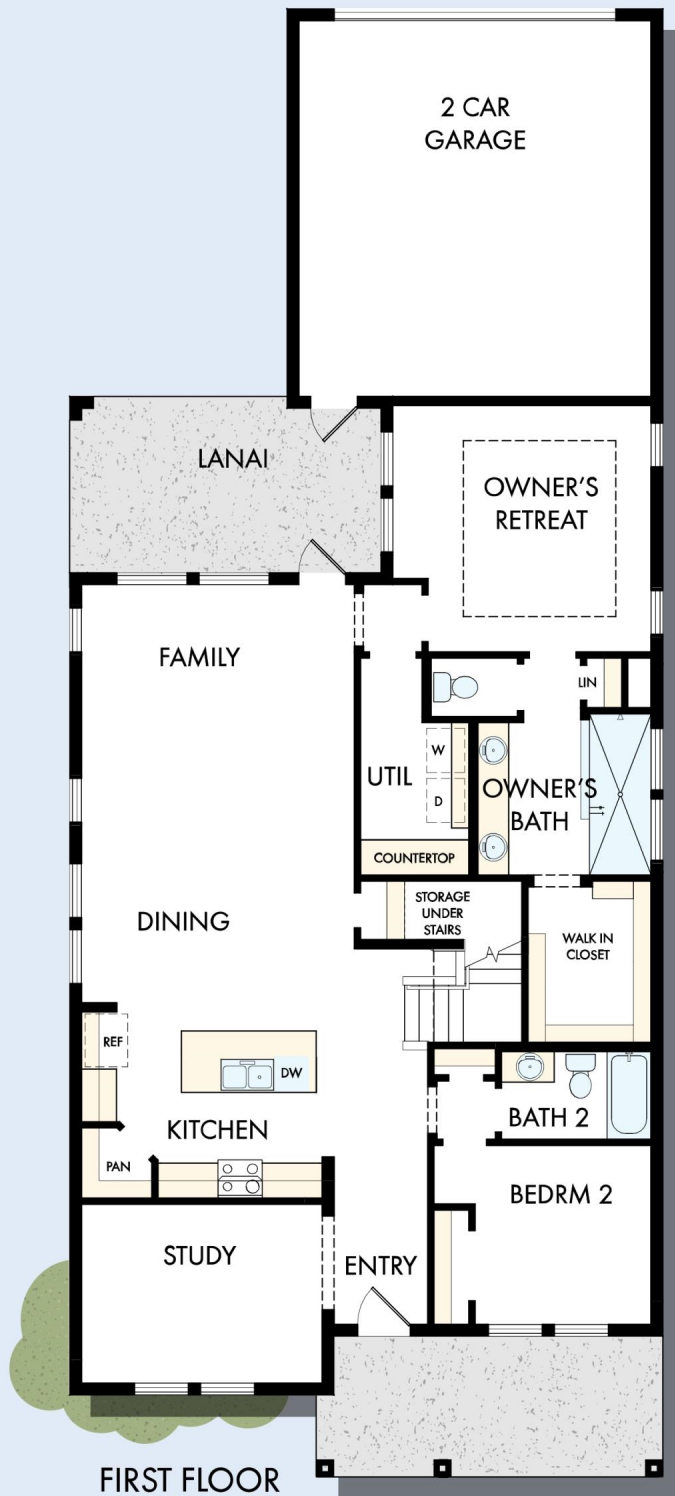 2 CAR
GARAGE
LANAI
OWNER'S
RETREAT
FAMILY
LIN
W
UTIL
D
OWNER'S
BATH
COUNTERTOP
STORAGE
UNDER
STAIRS
DINING
WALK IN
CLOSET
REF
DW
KITCHEN
BATH 2
PAN
BEDRM 2
STUDY
ENTRY
FIRST FLOOR